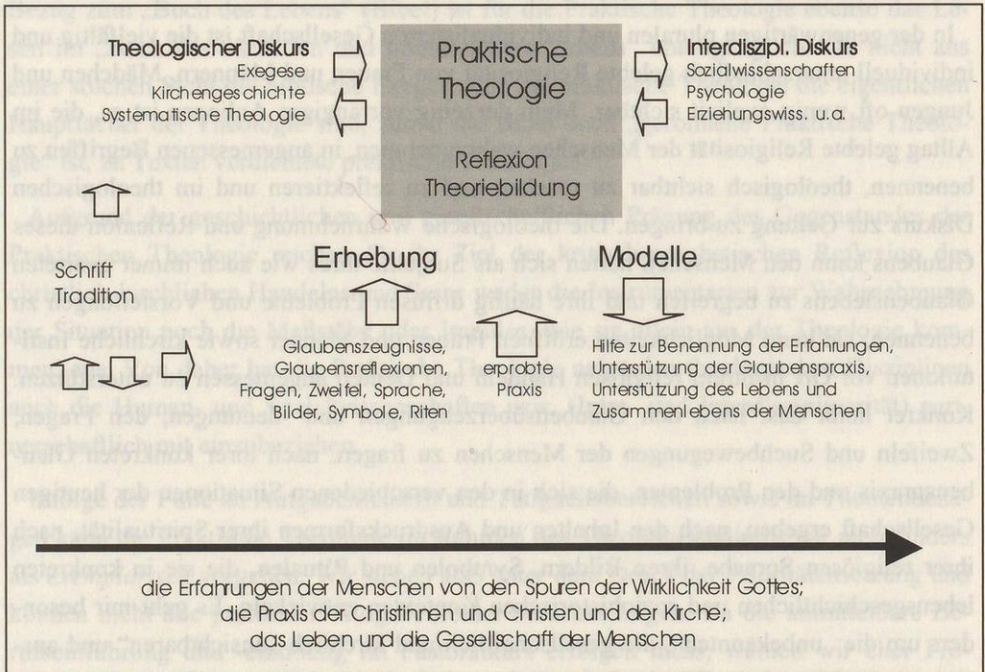 Theologischer Diskurs
Exegese
Kirchengeschichte
Systematische Theologie
Praktische
Theologie
Reflexion
Theoriebildung
Interdiszipl. Diskurs
Sozialwissenschaften
Psychologie
Erziehungswiss. u.a.
Schrift
Tradition
Erhebung
Modelle
Glaubenszeugnisse,
Glaubensreflexionen,
Fragen, Zweifel, Sprache,
Bilder, Symbole, Riten
erprobte
Praxis
Hilfe zur Benennung der Erfahrungen,
Unterstützung der Glaubenspraxis,
Unterstützung des Lebens und
Zusammenlebens der Menschen
die Erfahrungen der Menschen von den Spuren der Wirklichkeit Gottes,
die Praxis der Christinnen und Christen und der Kirche,
das Leben und die Gesellschaft der Menschen